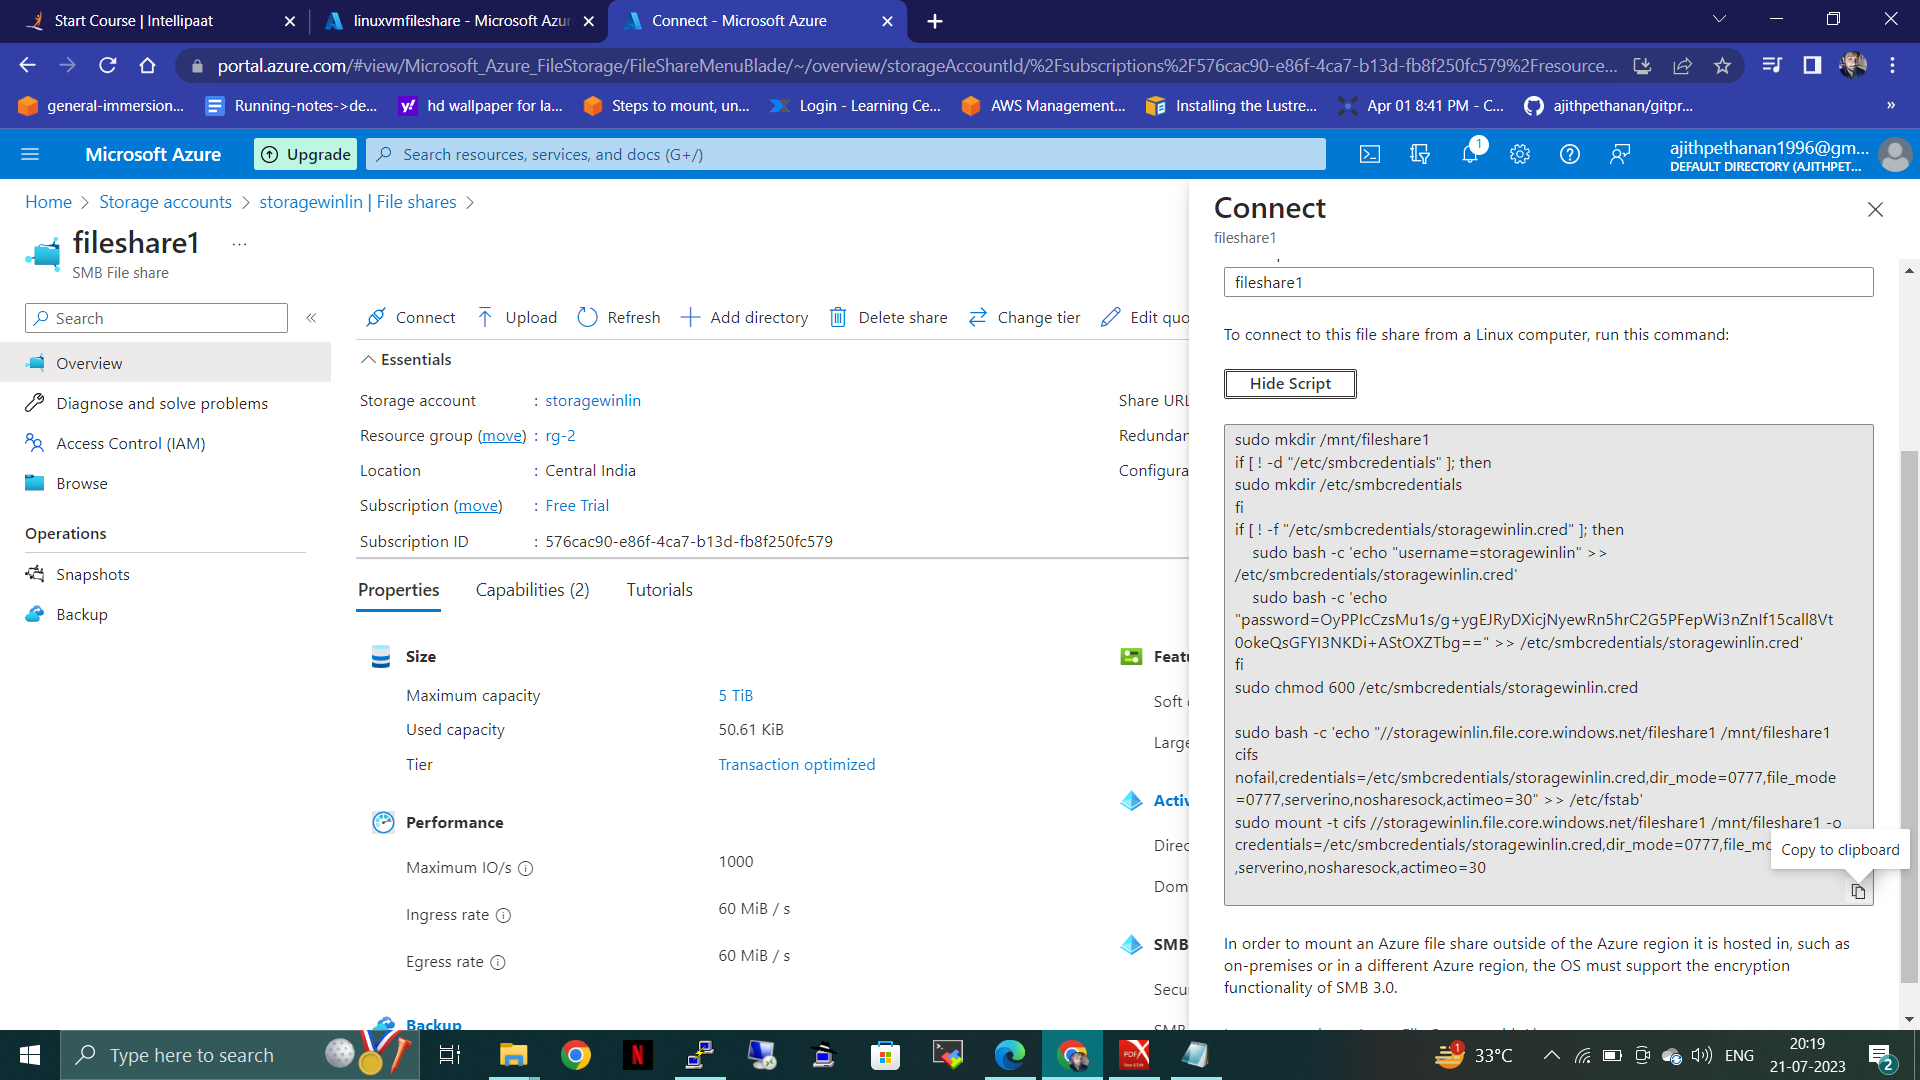 Start Course | Intellipaat
linuxvmfileshare - Microsoft Azur
Connect - Microsoft Azure
portal.azure.com/#view/Microsoft_Azure_FileStorage/FileShareMenuBlade/~/overview/storageAccountId/%2Fsubscriptions%2F576cac90-e86f-4ca7-b13d-fb8f250fc579%2Fresource...
general-immersion...
Running-notes->de...
hd wallpaper for la...
Steps to mount, un...
Login - Learning Ce...
AWS Management...
Installing the Lustre...
Apr 01 8:41 PM - C...
ajithpethanan/gitpr...
»
Microsoft Azure
Upgrade
Search resources, services, and docs (G+/)
1
ajithpethanan1996@gm...
DEFAULT DIRECTORY (AJITHPET...
Home > Storage accounts > storagewinlin | File shares >
fileshare1 ...
SMB File share
Search
«
Overview
Diagnose and solve problems
Access Control (IAM)
Browse
Operations
Snapshots
Backup
Connect
Upload
Refresh
Add directory
Delete share
Change tier
Edit quo
Essentials
Storage account : storagewinlin
Resource group (move) : rg-2
Location : Central India
Subscription (move) : Free Trial
Subscription ID : 576cac90-e86f-4ca7-b13d-fb8f250fc579
Share URL
Redundan
Configura
Properties
Capabilities (2)
Tutorials
Size
Maximum capacity 5 TiB
Used capacity 50.61 KiB
Tier Transaction optimized
Performance
Maximum IO/s 1000
Ingress rate 60 MiB / s
Egress rate 60 MiB / s
Backup
Featu
Soft
Large
Activ
Direc
Dom
SMB
Secu
SMB
Connect
fileshare1
fileshare1
To connect to this file share from a Linux computer, run this command:
Hide Script
sudo mkdir /mnt/fileshare1
if [ ! -d "/etc/smbcredentials" ]; then
sudo mkdir /etc/smbcredentials
fi
if [ ! -f "/etc/smbcredentials/storagewinlin.cred" ]; then
sudo bash -c 'echo "username=storagewinlin" >>
/etc/smbcredentials/storagewinlin.cred'
sudo bash -c 'echo
"password=OyPPIcCzsMu1s/g+ygEJRyDXicjNyewRn5hrC2G5PFepWi3nZnIf15call8Vt
0okeQsGFYI3NKDi+AStOXZTbg==" >> /etc/smbcredentials/storagewinlin.cred'
fi
sudo chmod 600 /etc/smbcredentials/storagewinlin.cred
sudo bash -c 'echo "//storagewinlin.file.core.windows.net/fileshare1 /mnt/fileshare1
cifs
nofail,credentials=/etc/smbcredentials/storagewinlin.cred,dir_mode=0777,file_mode
=0777,serverino,nosharesock,actimeo=30" >> /etc/fstab'
sudo mount -t cifs //storagewinlin.file.core.windows.net/fileshare1 /mnt/fileshare1 -o
credentials=/etc/smbcredentials/storagewinlin.cred,dir_mode=0777,file_mo
,serverino,nosharesock,actimeo=30
Copy to clipboard
In order to mount an Azure file share outside of the Azure region it is hosted in, such as
on-premises or in a different Azure region, the OS must support the encryption
functionality of SMB 3.0.
Type here to search
1
33°C
ENG
20:19
21-07-2023
2